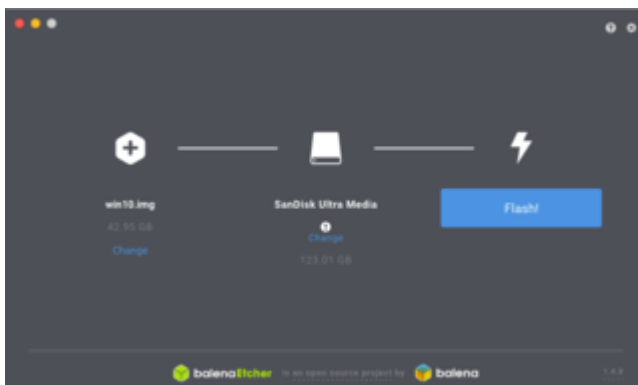 win10.img
SanDisk Ultra Media
Flash!
42.95 GB
Change
Change
123.01 GB
balenaEtcher is an open source project by balena